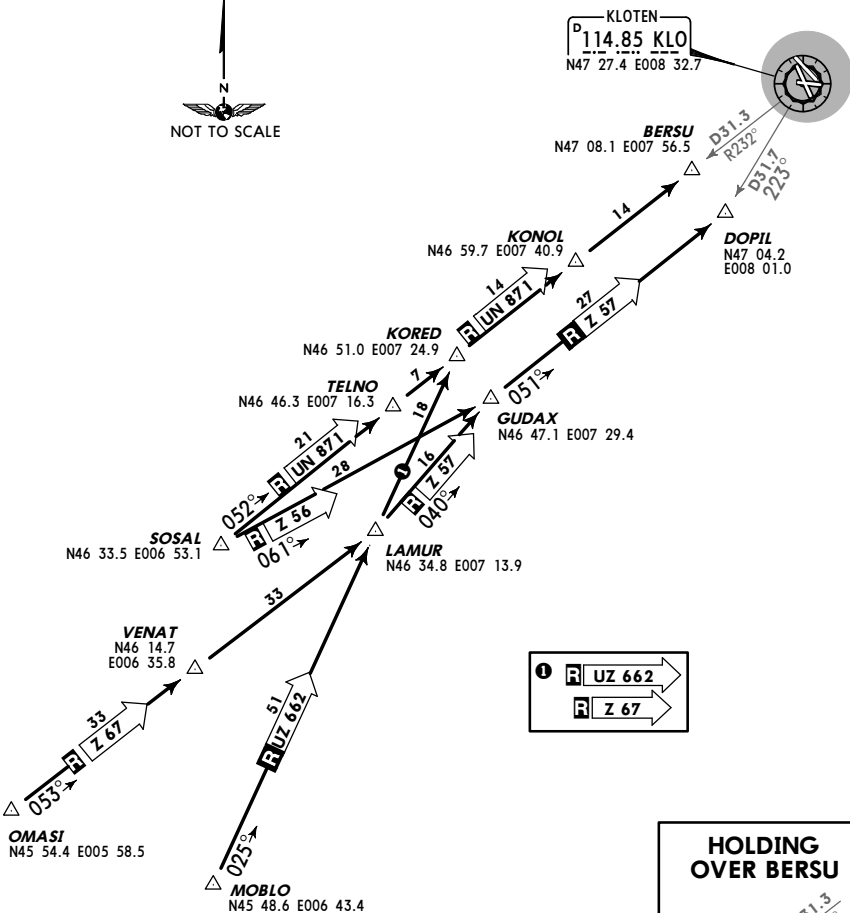 KLOTEN
D 114.85 KLO
N47 27.4 E008 32.7
N
NOT TO SCALE
BERSU
N47 08.1 E007 56.5
D31.3
R232°
D31.7
223°
14
DOPIL
N47 04.2
E008 01.0
KONOL
N46 59.7 E007 40.9
14
R UN 871
27
R Z 57
051°
KORED
N46 51.0 E007 24.9
7
TELNO
N46 46.3 E007 16.3
18
GUDAX
N46 47.1 E007 29.4
21
R UN 871
052°
28
R Z 56
061°
1
16
R Z 57
040°
SOSAL
N46 33.5 E006 53.1
LAMUR
N46 34.8 E007 13.9
33
VENAT
N46 14.7
E006 35.8
1 R UZ 662
R Z 67
51
R UZ 662
025°
33
R Z 67
053°
OMASI
N45 54.4 E005 58.5
MOBLO
N45 48.6 E006 43.4
HOLDING
OVER BERSU